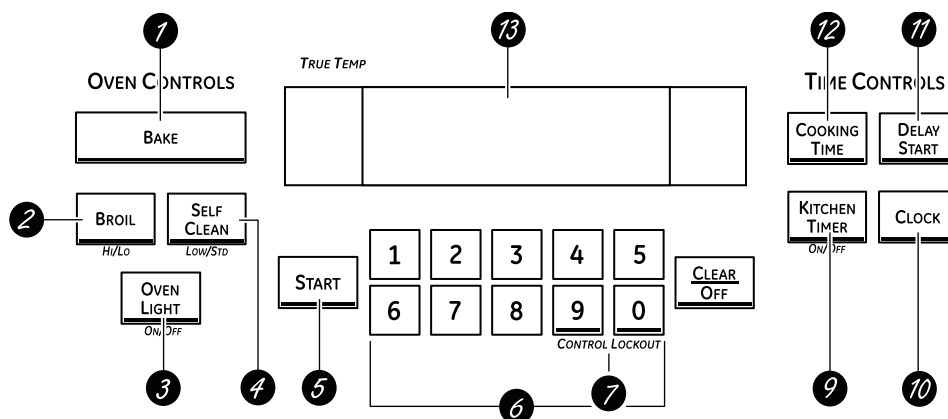 1
13
12
11
TRUE TEMP
OVEN CONTROLS
TIME CONTROLS
BAKE
COOKING
TIME
DELAY
START
2
BROIL
HI/LO
SELF
CLEAN
LOW/STD
KITCHEN
TIMER
ON/OFF
CLOCK
OVEN
LIGHT
ON/OFF
START
1 2 3 4 5
6 7 8 9 0
CONTROL LOCKOUT
CLEAR
OFF
3
4
5
6
7
9
10